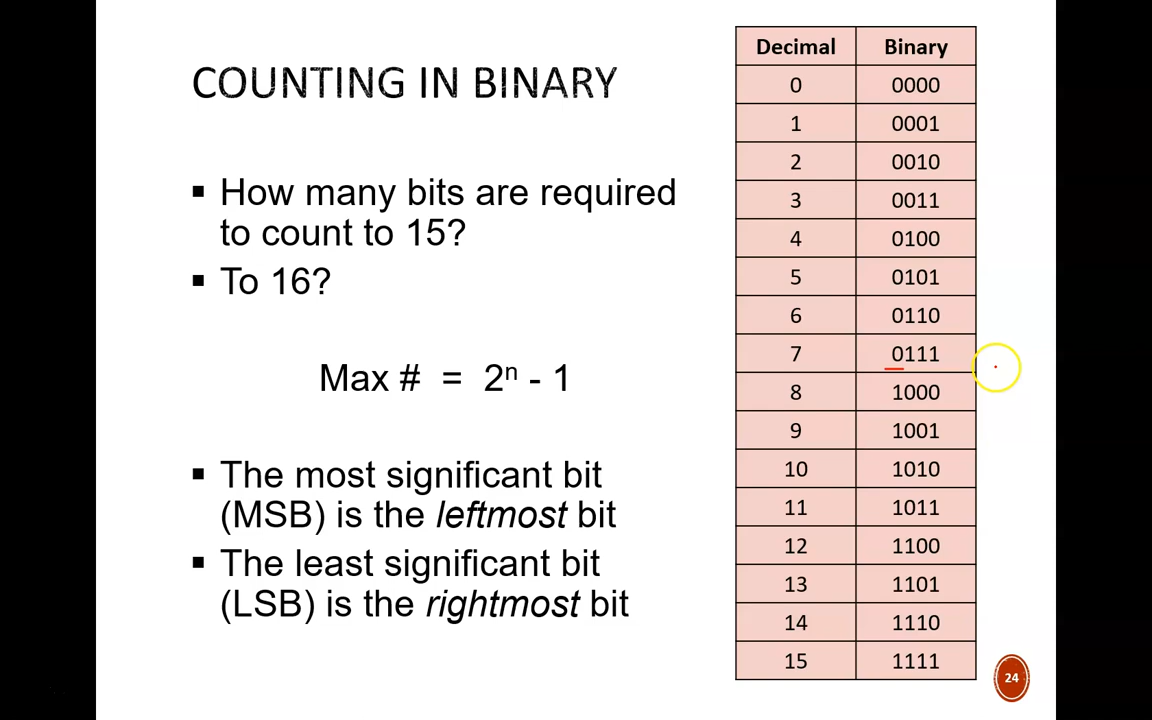 COUNTING IN BINARY
▪ How many bits are required
to count to 15?
▪ To 16?
Max # = 2ⁿ - 1
▪ The most significant bit
(MSB) is the leftmost bit
▪ The least significant bit
(LSB) is the rightmost bit
Decimal Binary
0 0000
1 0001
2 0010
3 0011
4 0100
5 0101
6 0110
7 0111
8 1000
9 1001
10 1010
11 1011
12 1100
13 1101
14 1110
15 1111
24